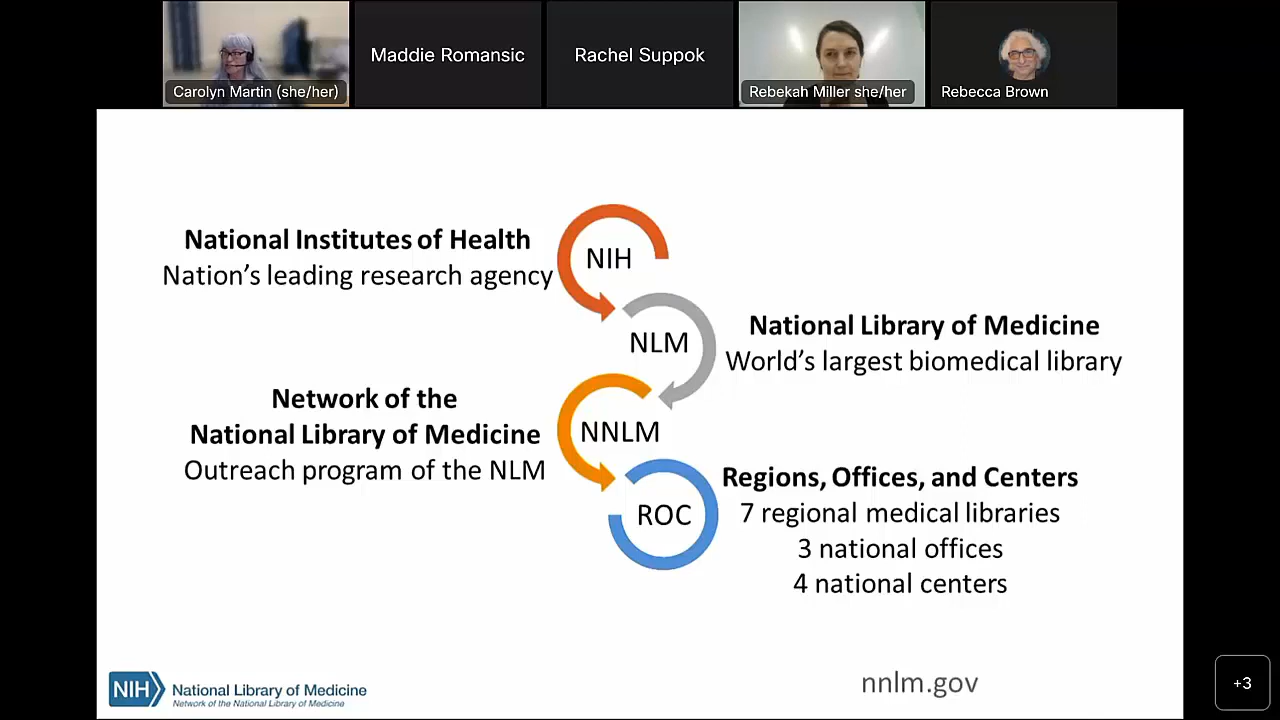 Carolyn Martin (she/her)
Maddie Romansic
Rachel Suppok
Rebekah Miller she/her
Rebecca Brown
National Institutes of Health
Nation's leading research agency
NIH
NLM
National Library of Medicine
World's largest biomedical library
Network of the
National Library of Medicine
Outreach program of the NLM
NNLM
ROC
Regions, Offices, and Centers
7 regional medical libraries
3 national offices
4 national centers
NIH
National Library of Medicine
Network of the National Library of Medicine
nnlm.gov
+3